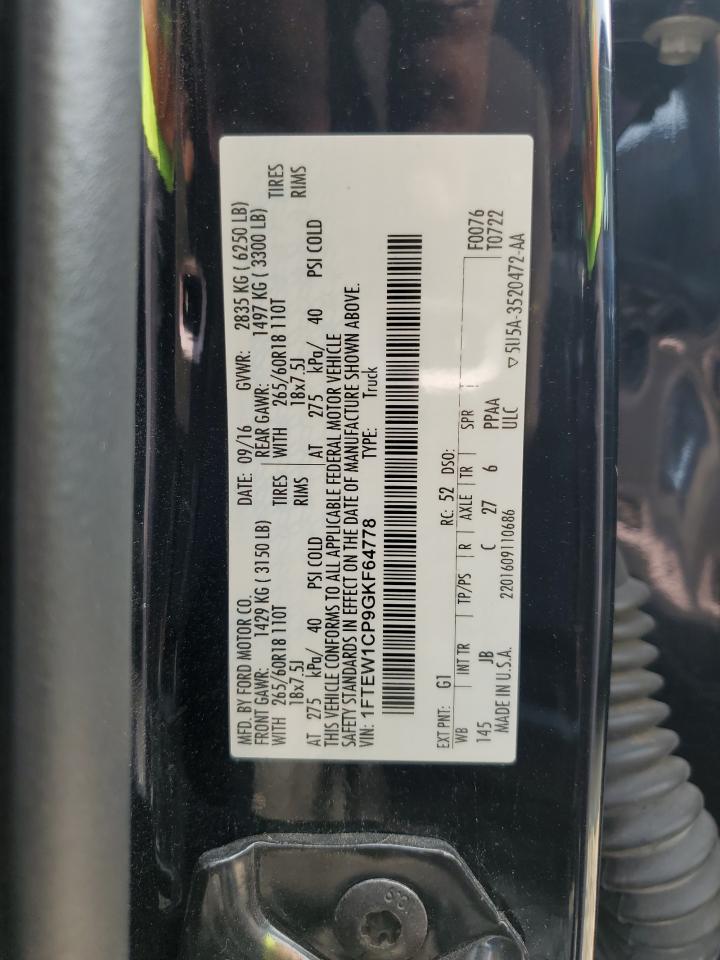 MFD. BY FORD MOTOR CO. DATE: 09/16 GVWR: 2835 KG ( 6250 LB)
FRONT GAWR: 1429 KG ( 3150 LB) REAR GAWR: 1497 KG ( 3300 LB)
WITH 265/60R18 110T TIRES WITH 265/60R18 110T TIRES
18x7.5J RIMS 18x7.5J RIMS
AT 275 kPa/ 40 PSI COLD AT 275 kPa/ 40 PSI COLD
THIS VEHICLE CONFORMS TO ALL APPLICABLE FEDERAL MOTOR VEHICLE
SAFETY STANDARDS IN EFFECT ON THE DATE OF MANUFACTURE SHOWN ABOVE.
VIN: 1FTEW1CP9GKF64778 TYPE: Truck
EXT PNT: G1 RC: 52 DSO:
WB INT TR TP/PS R AXLE TR SPR F0076
145 JB C 27 6 PPAA T0722
MADE IN U.S.A. 2201609110686 ULC
▽5U5A-3520472-AA